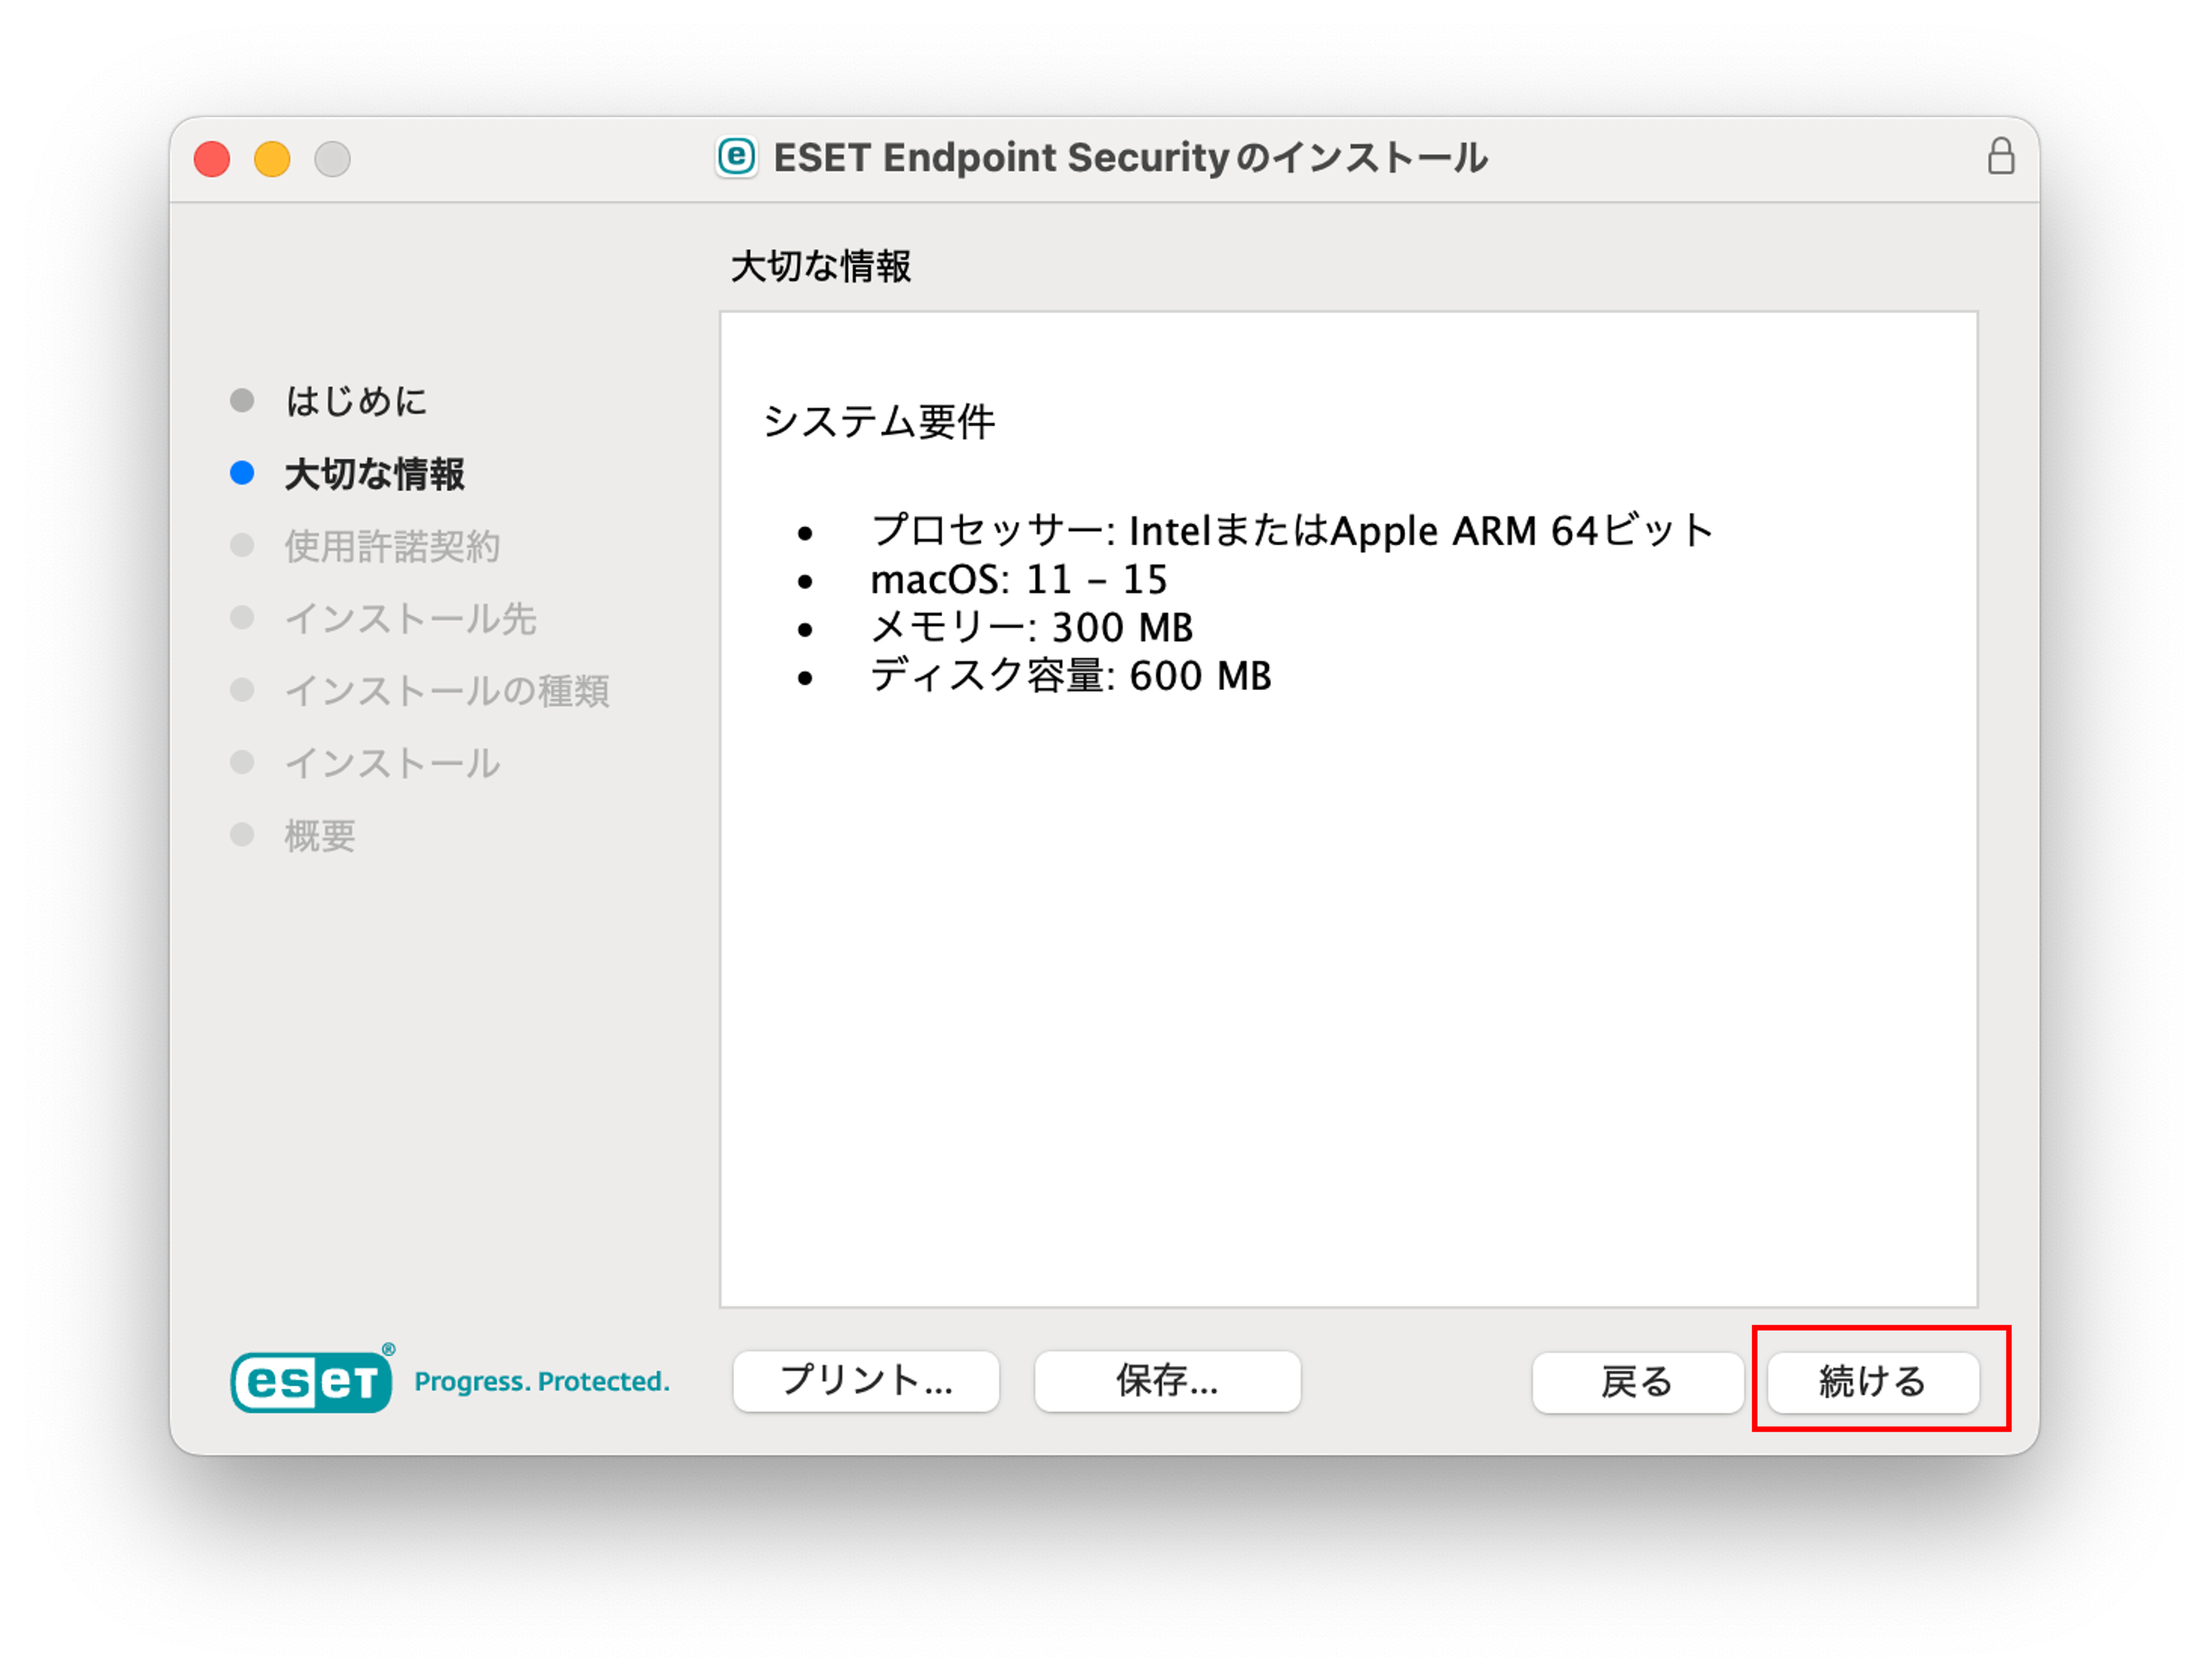 ESET Endpoint Securityのインストール
大切な情報
はじめに
大切な情報
使用許諾契約
インストール先
インストールの種類
インストール
概要
システム要件
• プロセッサー: IntelまたはApple ARM 64ビット
• macOS: 11 – 15
• メモリー: 300 MB
• ディスク容量: 600 MB
eseT® Progress. Protected.
プリント... 保存... 戻る 続ける